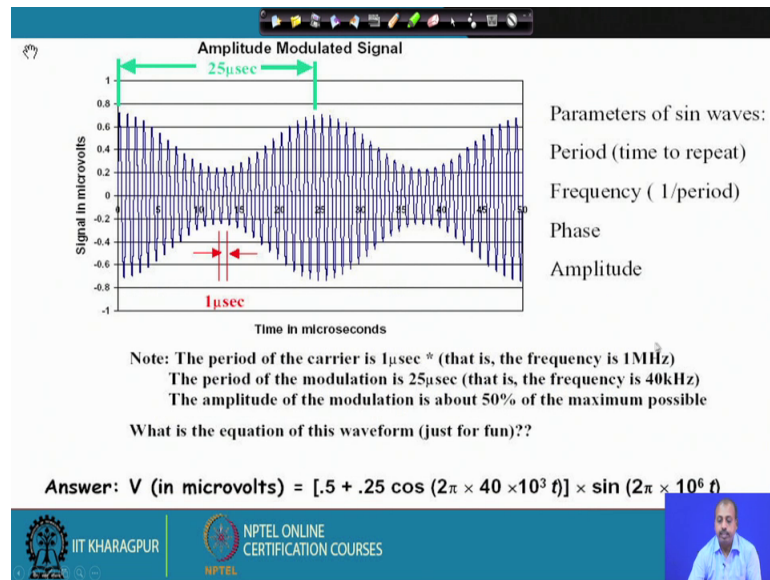 Amplitude Modulated Signal
25μsec
1
0.8
0.6
0.4
0.2
0
-0.2
-0.4
-0.6
-0.8
-1
Signal in microvolts
0 5 10 15 20 25 30 35 40 45 50
1μsec
Time in microseconds
Parameters of sin waves:
Period (time to repeat)
Frequency ( 1/period)
Phase
Amplitude
Note: The period of the carrier is 1μsec * (that is, the frequency is 1MHz)
The period of the modulation is 25μsec (that is, the frequency is 40kHz)
The amplitude of the modulation is about 50% of the maximum possible
What is the equation of this waveform (just for fun)??
Answer: V (in microvolts) = [.5 + .25 cos (2π × 40 ×10³ t)] × sin (2π × 10⁶ t)
IIT KHARAGPUR
NPTEL
NPTEL ONLINE
CERTIFICATION COURSES